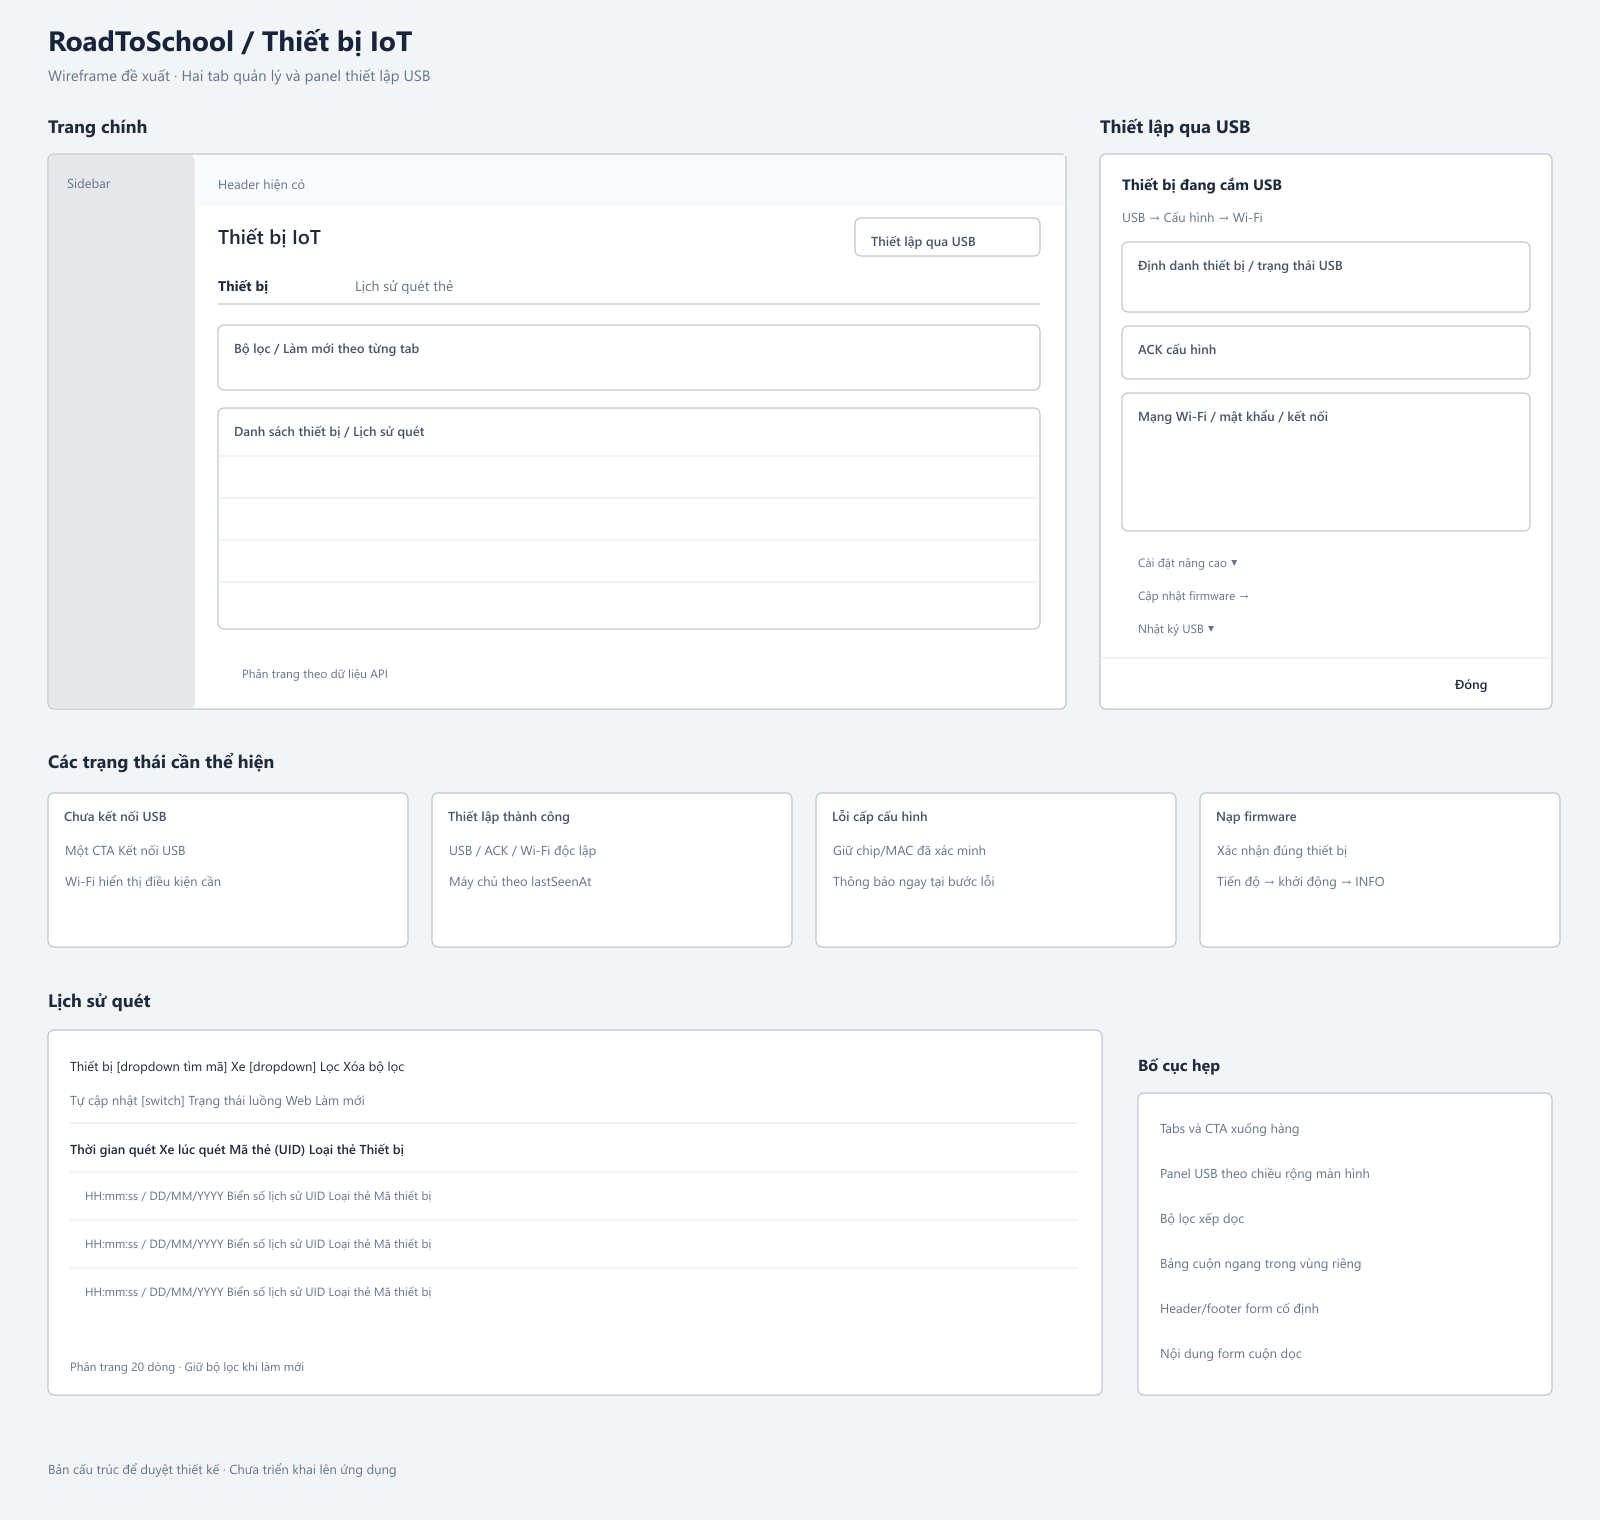 RoadToSchool / Thiết bị IoT
Wireframe đề xuất · Hai tab quản lý và panel thiết lập USB
Trang chính
Sidebar
Header hiện có
Thiết bị IoT
Thiết lập qua USB
Thiết bị
Lịch sử quét thẻ
Bộ lọc / Làm mới theo từng tab
Danh sách thiết bị / Lịch sử quét
Phân trang theo dữ liệu API
Thiết lập qua USB
Thiết bị đang cắm USB
USB → Cấu hình → Wi-Fi
Định danh thiết bị / trạng thái USB
ACK cấu hình
Mạng Wi-Fi / mật khẩu / kết nối
Cài đặt nâng cao ▾
Cập nhật firmware →
Nhật ký USB ▾
Đóng
Các trạng thái cần thể hiện
Chưa kết nối USB
Một CTA Kết nối USB
Wi-Fi hiển thị điều kiện cần
Thiết lập thành công
USB / ACK / Wi-Fi độc lập
Máy chủ theo lastSeenAt
Lỗi cấp cấu hình
Giữ chip/MAC đã xác minh
Thông báo ngay tại bước lỗi
Nạp firmware
Xác nhận đúng thiết bị
Tiến độ → khởi động → INFO
Lịch sử quét
Thiết bị [dropdown tìm mã] Xe [dropdown] Lọc Xóa bộ lọc
Tự cập nhật [switch] Trạng thái luồng Web Làm mới
Thời gian quét Xe lúc quét Mã thẻ (UID) Loại thẻ Thiết bị
HH:mm:ss / DD/MM/YYYY Biển số lịch sử UID Loại thẻ Mã thiết bị
HH:mm:ss / DD/MM/YYYY Biển số lịch sử UID Loại thẻ Mã thiết bị
HH:mm:ss / DD/MM/YYYY Biển số lịch sử UID Loại thẻ Mã thiết bị
Phân trang 20 dòng · Giữ bộ lọc khi làm mới
Bố cục hẹp
Tabs và CTA xuống hàng
Panel USB theo chiều rộng màn hình
Bộ lọc xếp dọc
Bảng cuộn ngang trong vùng riêng
Header/footer form cố định
Nội dung form cuộn dọc
Bản cấu trúc để duyệt thiết kế · Chưa triển khai lên ứng dụng